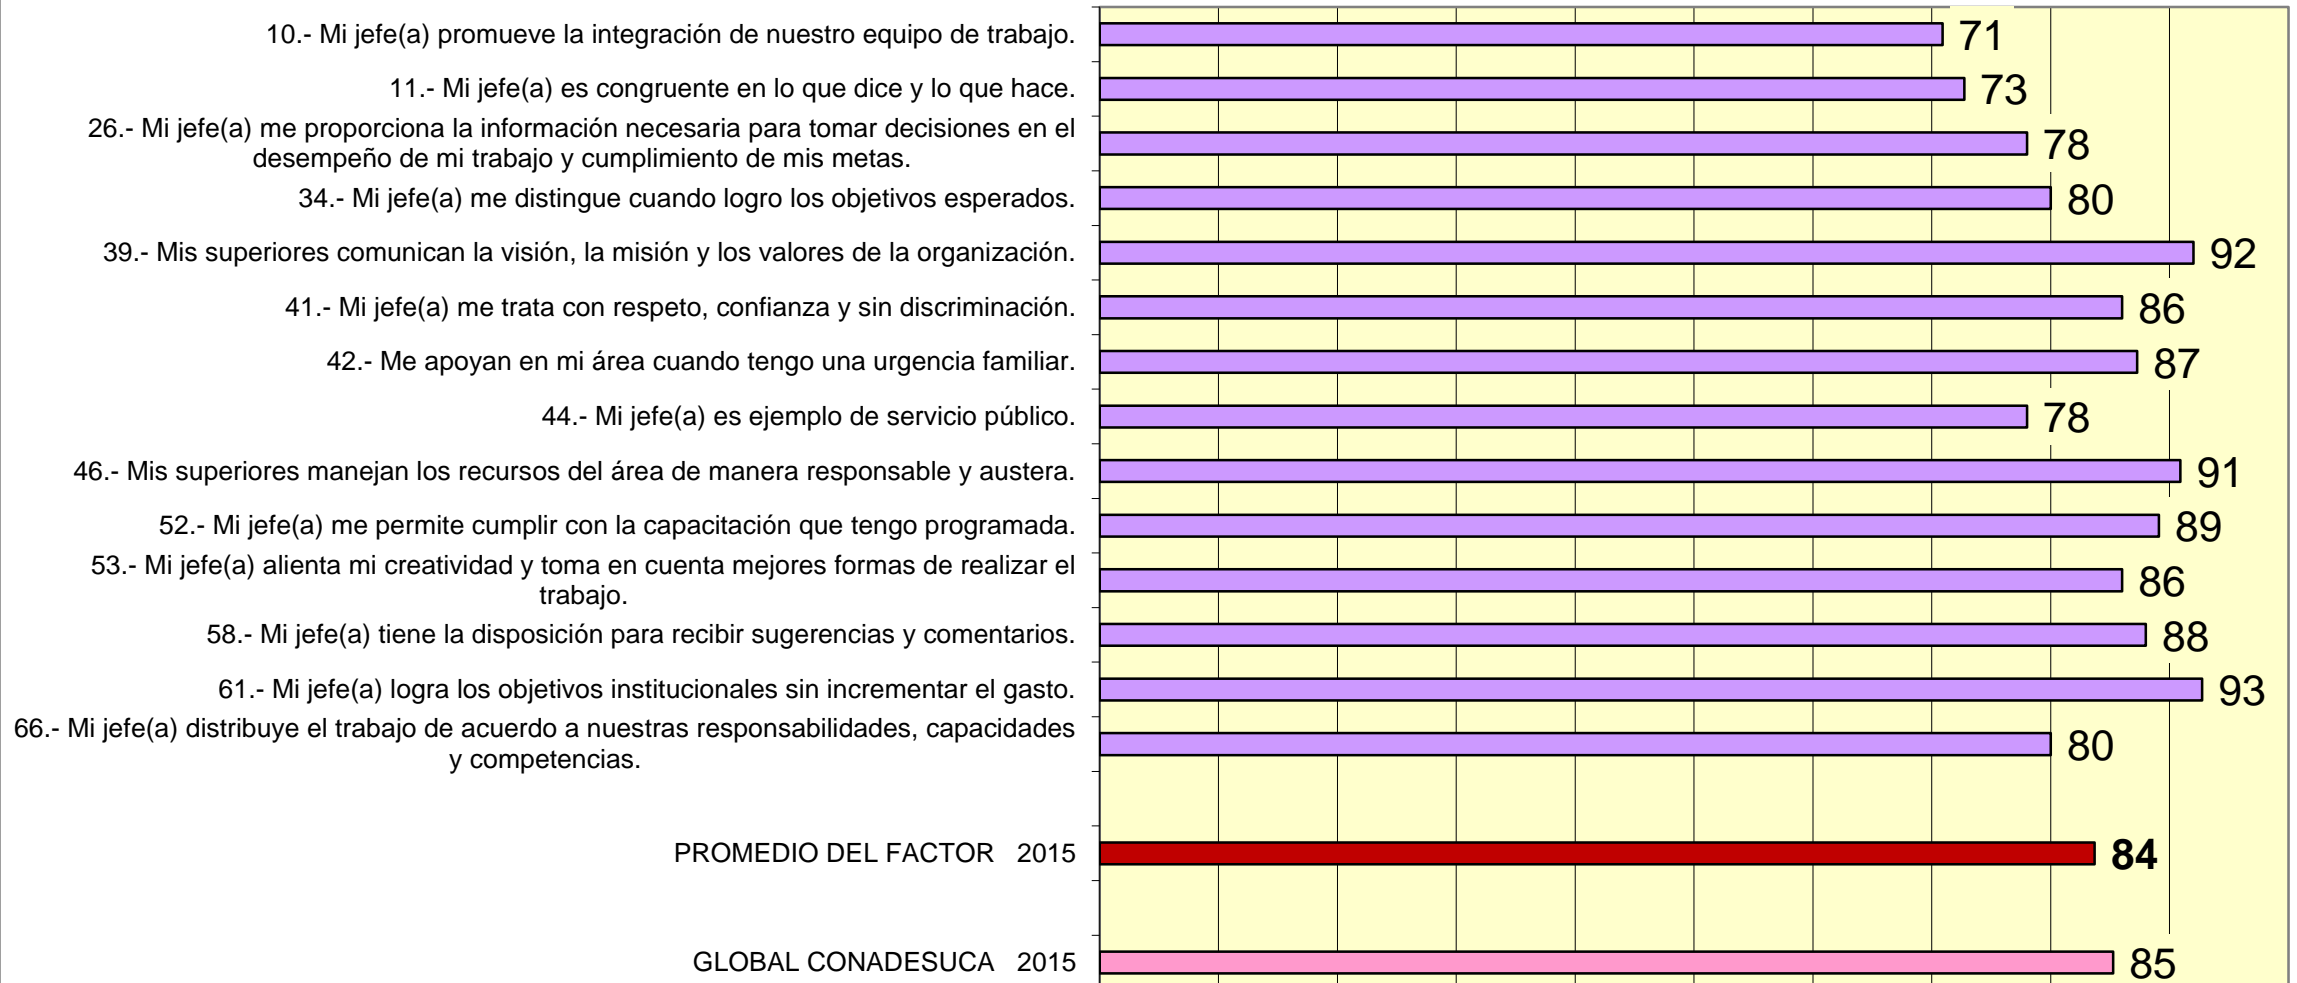 10.- Mi jefe(a) promueve la integración de nuestro equipo de trabajo.
71
11.- Mi jefe(a) es congruente en lo que dice y lo que hace.
73
26.- Mi jefe(a) me proporciona la información necesaria para tomar decisiones en el
desempeño de mi trabajo y cumplimiento de mis metas.
78
34.- Mi jefe(a) me distingue cuando logro los objetivos esperados.
80
39.- Mis superiores comunican la visión, la misión y los valores de la organización.
92
41.- Mi jefe(a) me trata con respeto, confianza y sin discriminación.
86
42.- Me apoyan en mi área cuando tengo una urgencia familiar.
87
44.- Mi jefe(a) es ejemplo de servicio público.
78
46.- Mis superiores manejan los recursos del área de manera responsable y austera.
91
52.- Mi jefe(a) me permite cumplir con la capacitación que tengo programada.
89
53.- Mi jefe(a) alienta mi creatividad y toma en cuenta mejores formas de realizar el
trabajo.
86
58.- Mi jefe(a) tiene la disposición para recibir sugerencias y comentarios.
88
61.- Mi jefe(a) logra los objetivos institucionales sin incrementar el gasto.
93
66.- Mi jefe(a) distribuye el trabajo de acuerdo a nuestras responsabilidades, capacidades
y competencias.
80
PROMEDIO DEL FACTOR 2015
84
GLOBAL CONADESUCA 2015
85